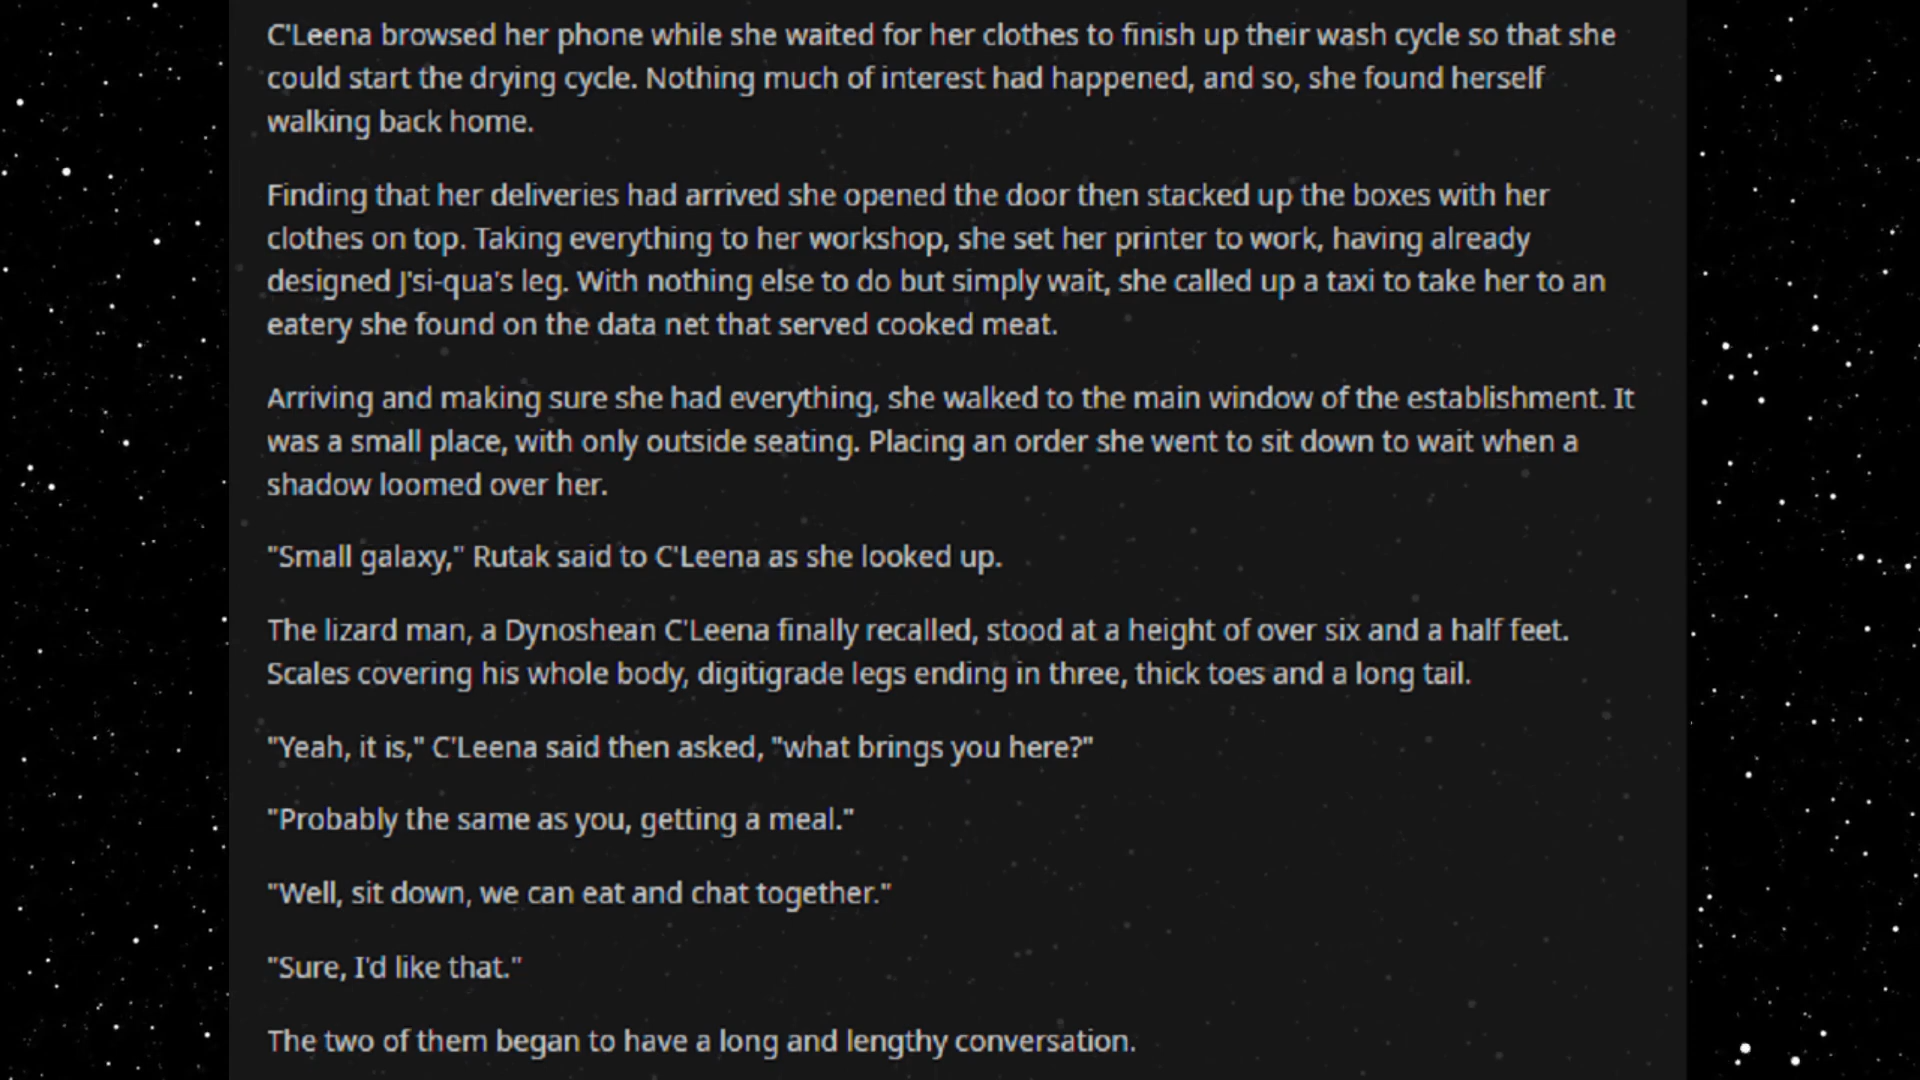 C'Leena browsed her phone while she waited for her clothes to finish up their wash cycle so that she
could start the drying cycle. Nothing much of interest had happened, and so, she found herself
walking back home.
Finding that her deliveries had arrived she opened the door then stacked up the boxes with her
clothes on top. Taking everything to her workshop, she set her printer to work, having already
designed J'si-qua's leg. With nothing else to do but simply wait, she called up a taxi to take her to an
eatery she found on the data net that served cooked meat.
Arriving and making sure she had everything, she walked to the main window of the establishment. It
was a small place, with only outside seating. Placing an order she went to sit down to wait when a
shadow loomed over her.
"Small galaxy," Rutak said to C'Leena as she looked up.
The lizard man, a Dynoshean C'Leena finally recalled, stood at a height of over six and a half feet.
Scales covering his whole body, digitigrade legs ending in three, thick toes and a long tail.
"Yeah, it is," C'Leena said then asked, "what brings you here?"
"Probably the same as you, getting a meal."
"Well, sit down, we can eat and chat together."
"Sure, I'd like that."
The two of them began to have a long and lengthy conversation.